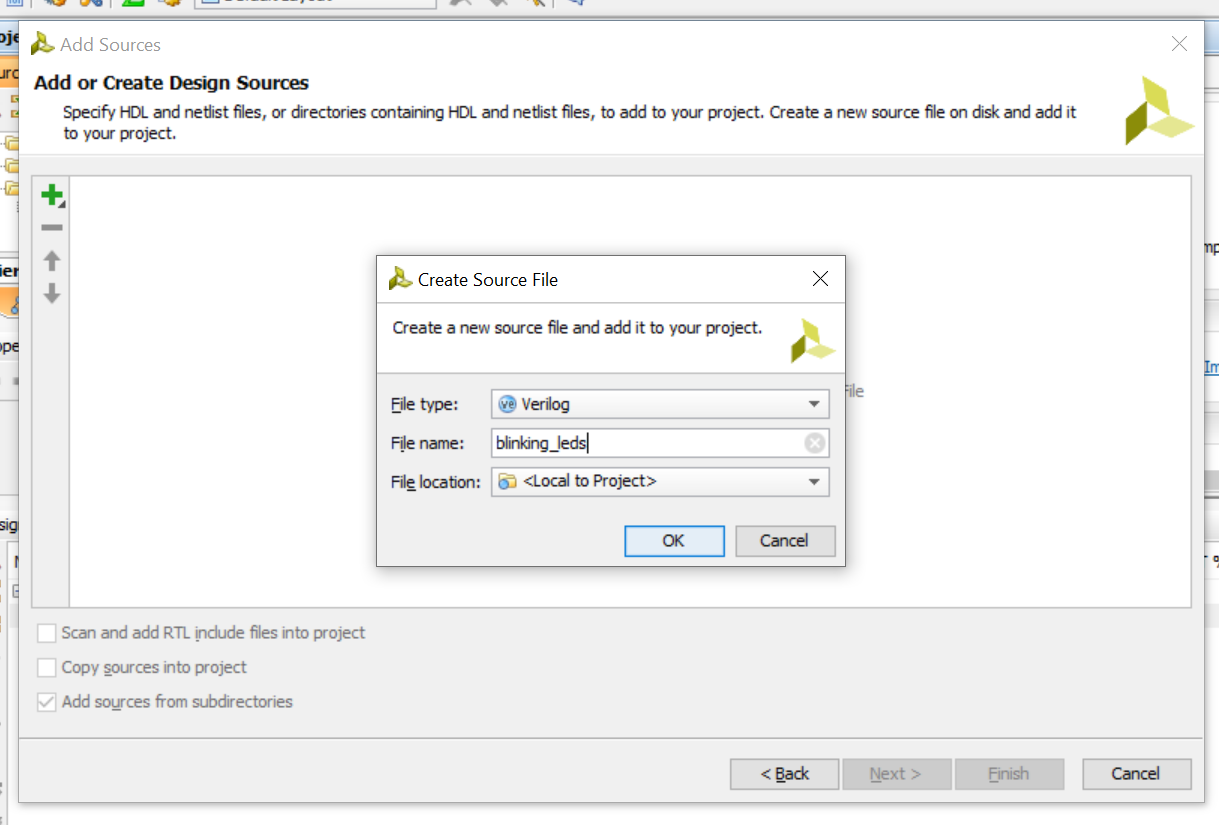 Add Sources
Add or Create Design Sources
Specify HDL and netlist files, or directories containing HDL and netlist files, to add to your project. Create a new source file on disk and add it
to your project.
Create Source File
Create a new source file and add it to your project.
File type: Verilog
File name: blinking_leds
File location: <Local to Project>
OK Cancel
Scan and add RTL include files into project
Copy sources into project
Add sources from subdirectories
< Back Next > Finish Cancel